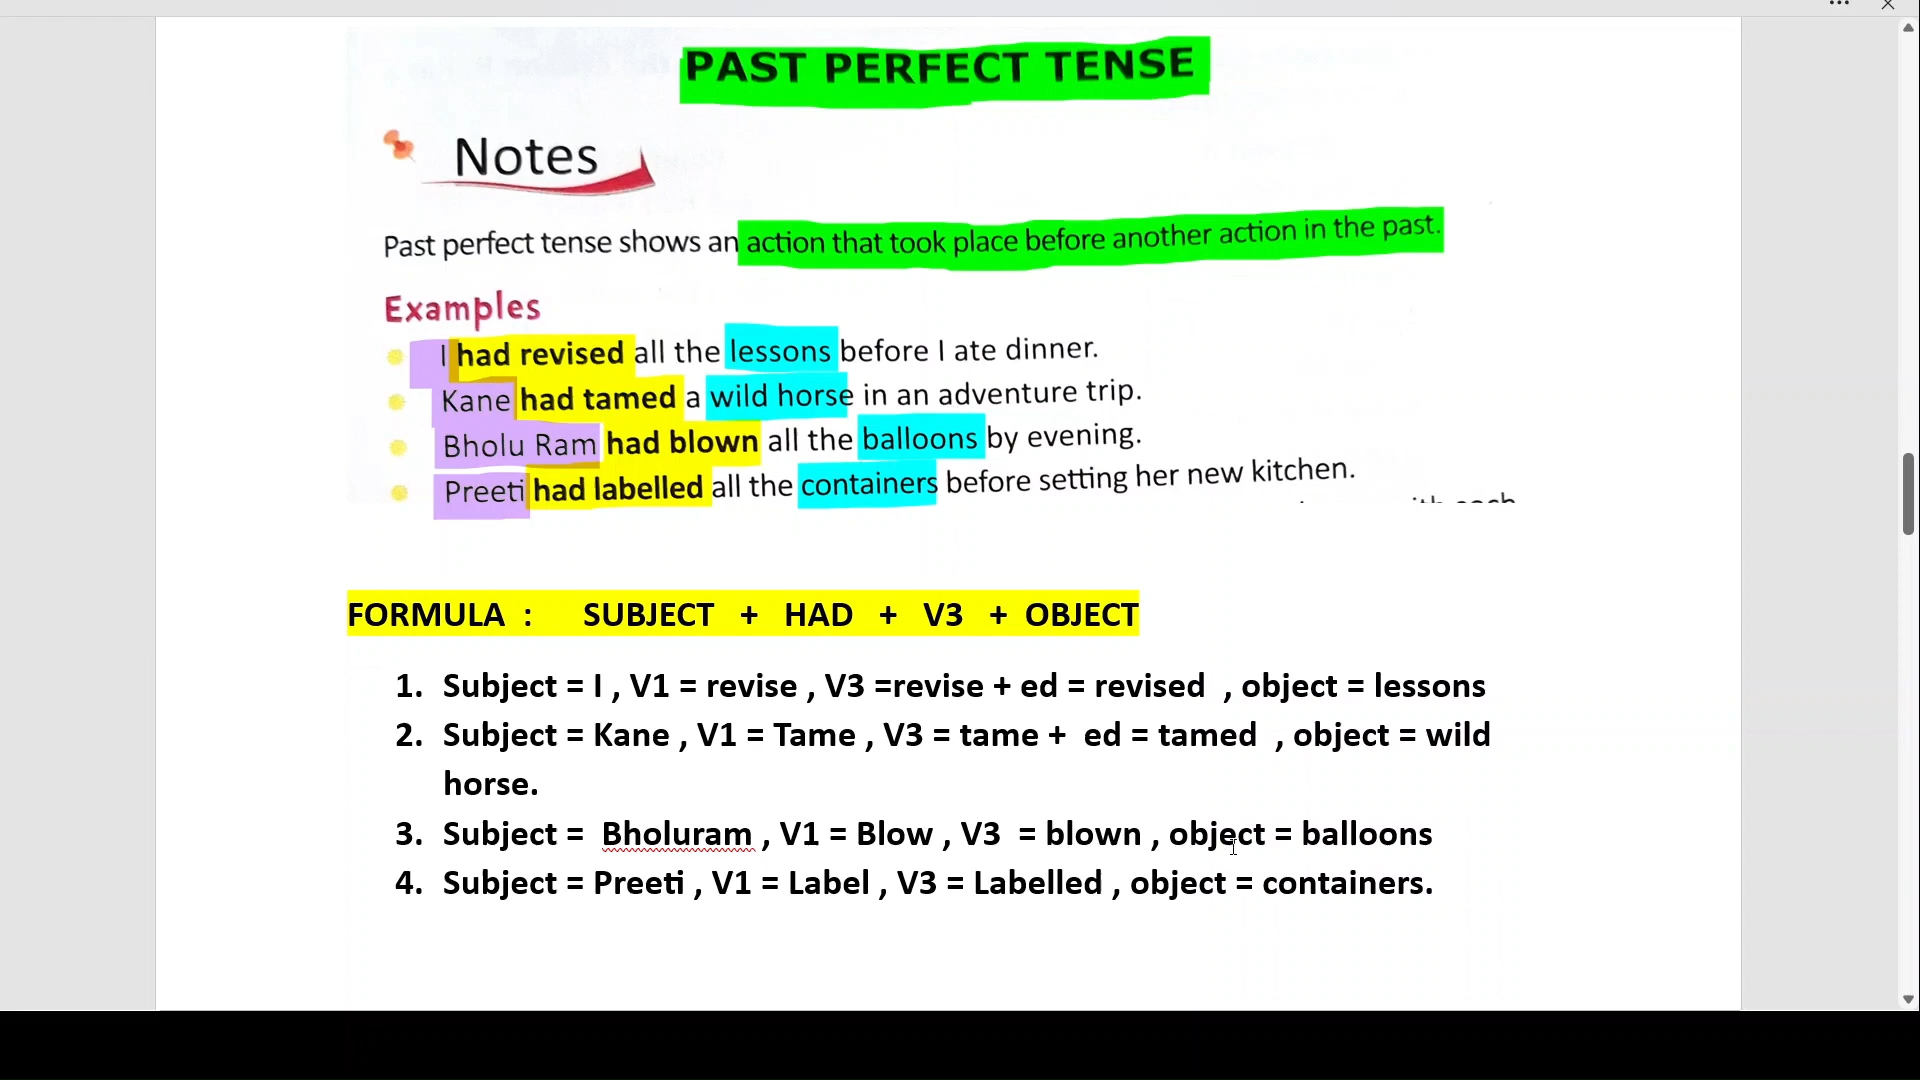 PAST PERFECT TENSE
Notes
Past perfect tense shows an action that took place before another action in the past.
Examples
I had revised all the lessons before I ate dinner.
Kane had tamed a wild horse in an adventure trip.
Bholu Ram had blown all the balloons by evening.
Preeti had labelled all the containers before setting her new kitchen.
FORMULA : SUBJECT + HAD + V3 + OBJECT
1. Subject = I , V1 = revise , V3 =revise + ed = revised , object = lessons
2. Subject = Kane , V1 = Tame , V3 = tame + ed = tamed , object = wild
horse.
3. Subject = Bholuram , V1 = Blow , V3 = blown , object = balloons
4. Subject = Preeti , V1 = Label , V3 = Labelled , object = containers.